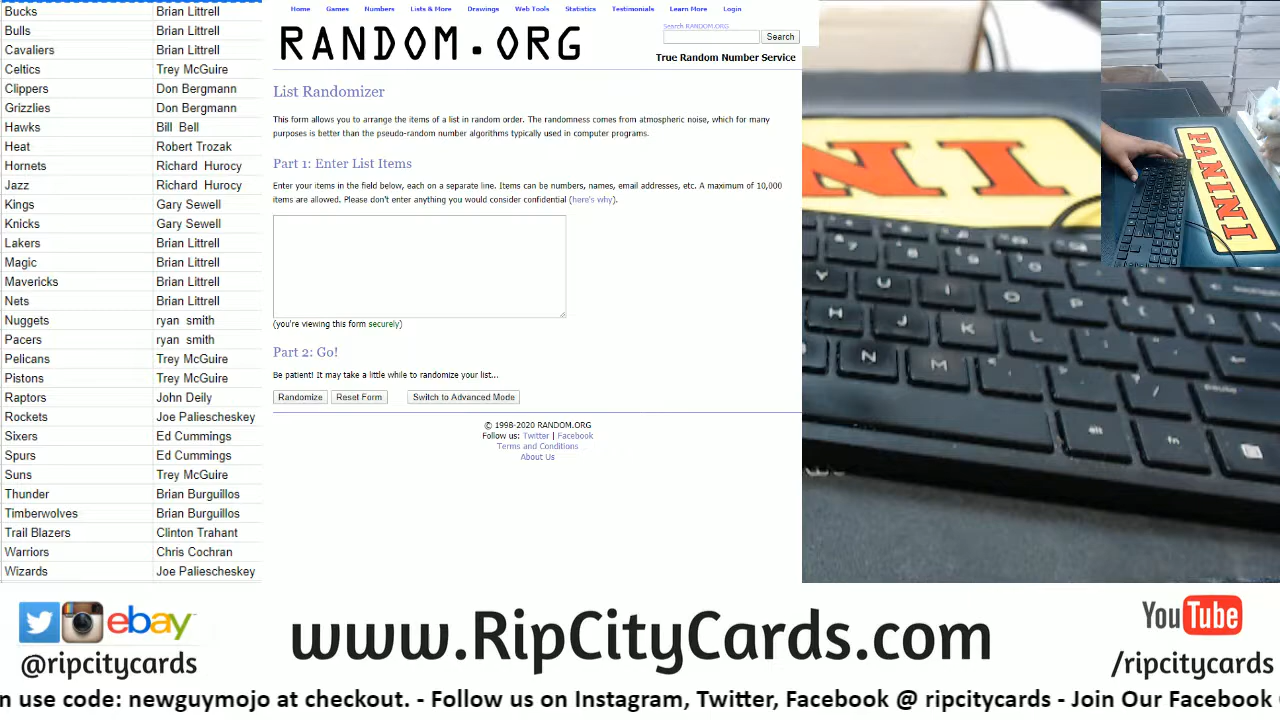 Bucks Brian Littrell
Bulls Brian Littrell
Cavaliers Brian Littrell
Celtics Trey McGuire
Clippers Don Bergmann
Grizzlies Don Bergmann
Hawks Bill Bell
Heat Robert Trozak
Hornets Richard Hurocy
Jazz Richard Hurocy
Kings Gary Sewell
Knicks Gary Sewell
Lakers Brian Littrell
Magic Brian Littrell
Mavericks Brian Littrell
Nets Brian Littrell
Nuggets ryan smith
Pacers ryan smith
Pelicans Trey McGuire
Pistons Trey McGuire
Raptors John Deily
Rockets Joe Paliescheskey
Sixers Ed Cummings
Spurs Ed Cummings
Suns Trey McGuire
Thunder Brian Burguillos
Timberwolves Brian Burguillos
Trail Blazers Clinton Trahant
Warriors Chris Cochran
Wizards Joe Paliescheskey
Home Games Numbers Lists & More Drawings Web Tools Statistics Testimonials Learn More Login
RANDOM.ORG
Search RANDOM.ORG
Search
True Random Number Service
List Randomizer
This form allows you to arrange the items of a list in random order. The randomness comes from atmospheric noise, which for many
purposes is better than the pseudo-random number algorithms typically used in computer programs.
Part 1: Enter List Items
Enter your items in the field below, each on a separate line. Items can be numbers, names, email addresses, etc. A maximum of 10,000
items are allowed. Please don't enter anything you would consider confidential (here's why).
(you're viewing this form securely)
Part 2: Go!
Be patient! It may take a little while to randomize your list...
Randomize Reset Form Switch to Advanced Mode
© 1998-2020 RANDOM.ORG
Follow us: Twitter | Facebook
Terms and Conditions
About Us
PANINI
NI
Y U I O P
H J K L
N M
alt fn
ebay
@ripcitycards
www.RipCityCards.com
YouTube
/ripcitycards
n use code: newguymojo at checkout. - Follow us on Instagram, Twitter, Facebook @ ripcitycards - Join Our Facebook